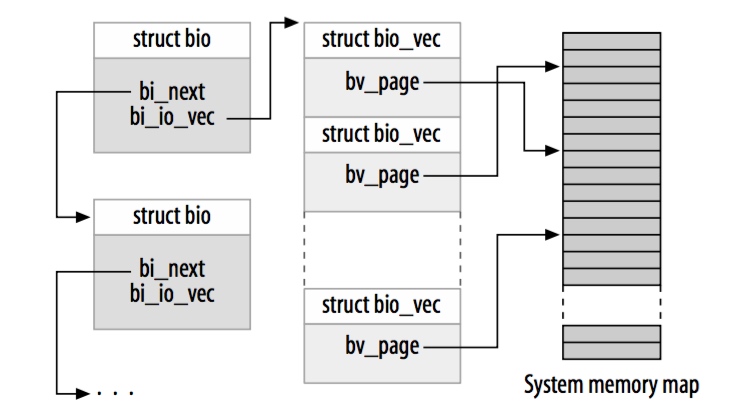 struct bio
bi_next
bi_io_vec
struct bio
bi_next
bi_io_vec
. . .
struct bio_vec
bv_page
struct bio_vec
bv_page
struct bio_vec
bv_page
System memory map